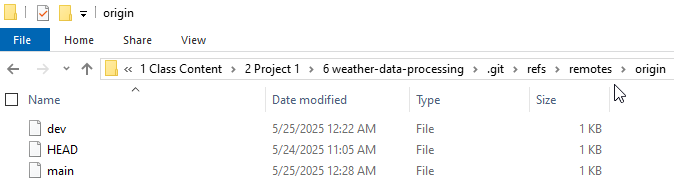 origin
File Home Share View
« 1 Class Content > 2 Project 1 > 6 weather-data-processing > .git > refs > remotes > origin
Name Date modified Type Size
dev 5/25/2025 12:22 AM File 1 KB
HEAD 5/24/2025 11:05 AM File 1 KB
main 5/25/2025 12:28 AM File 1 KB